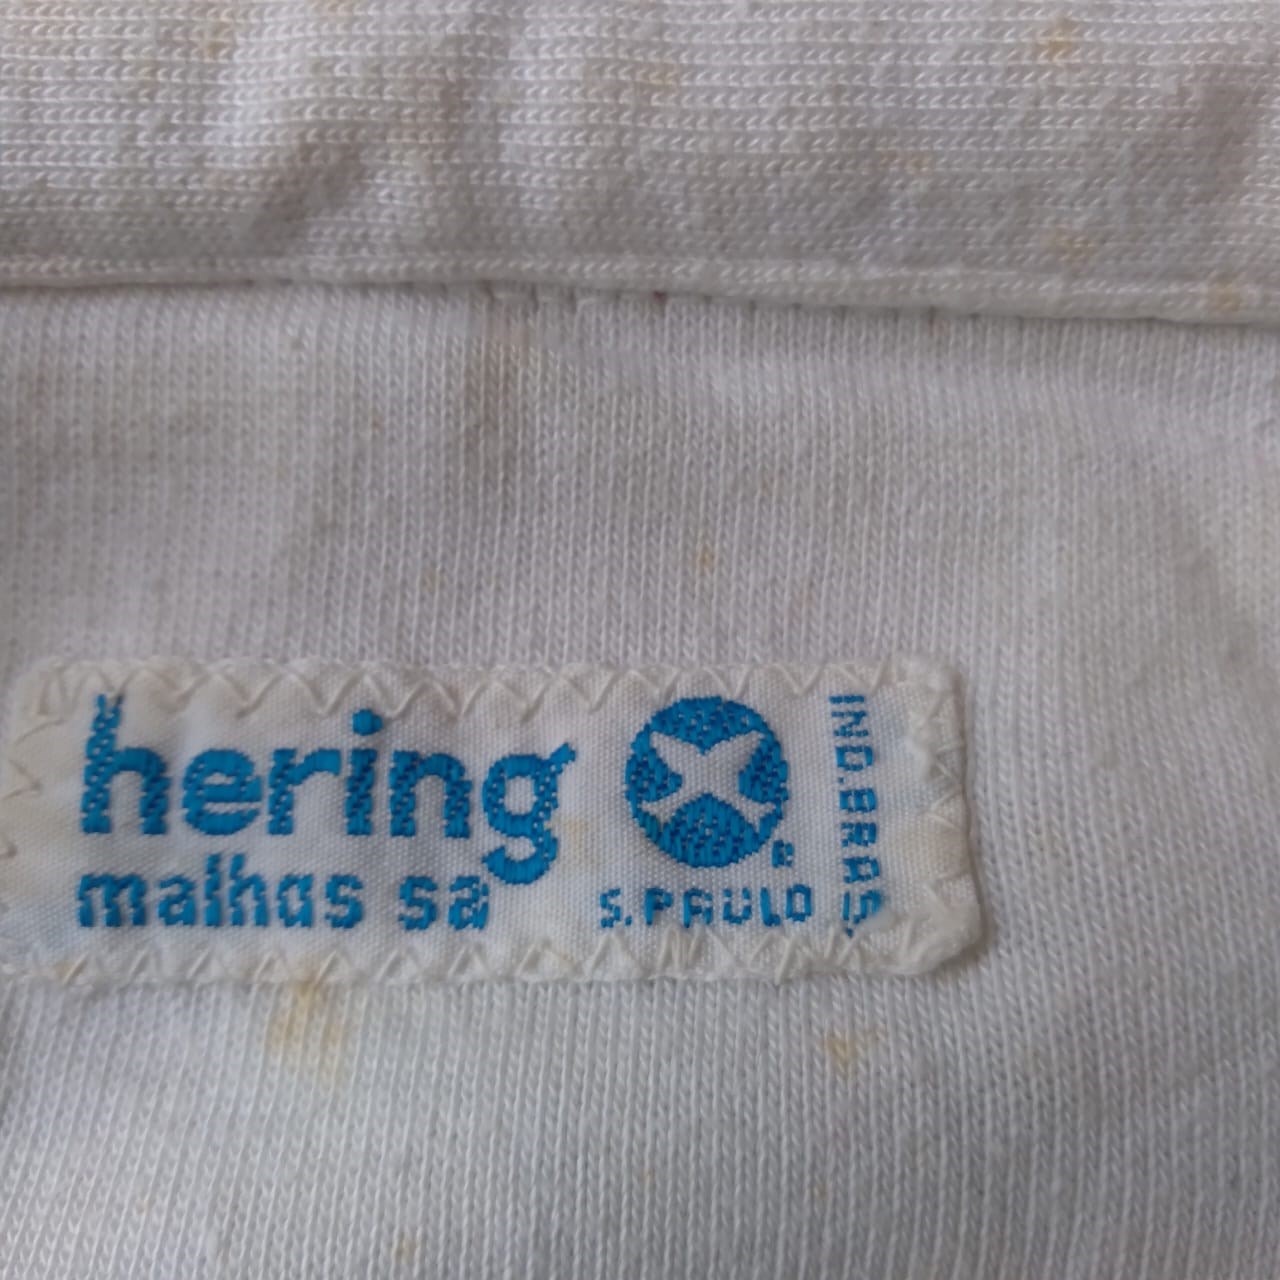 hering
malhas sa
®
S. PAULO
IND. BRAS.